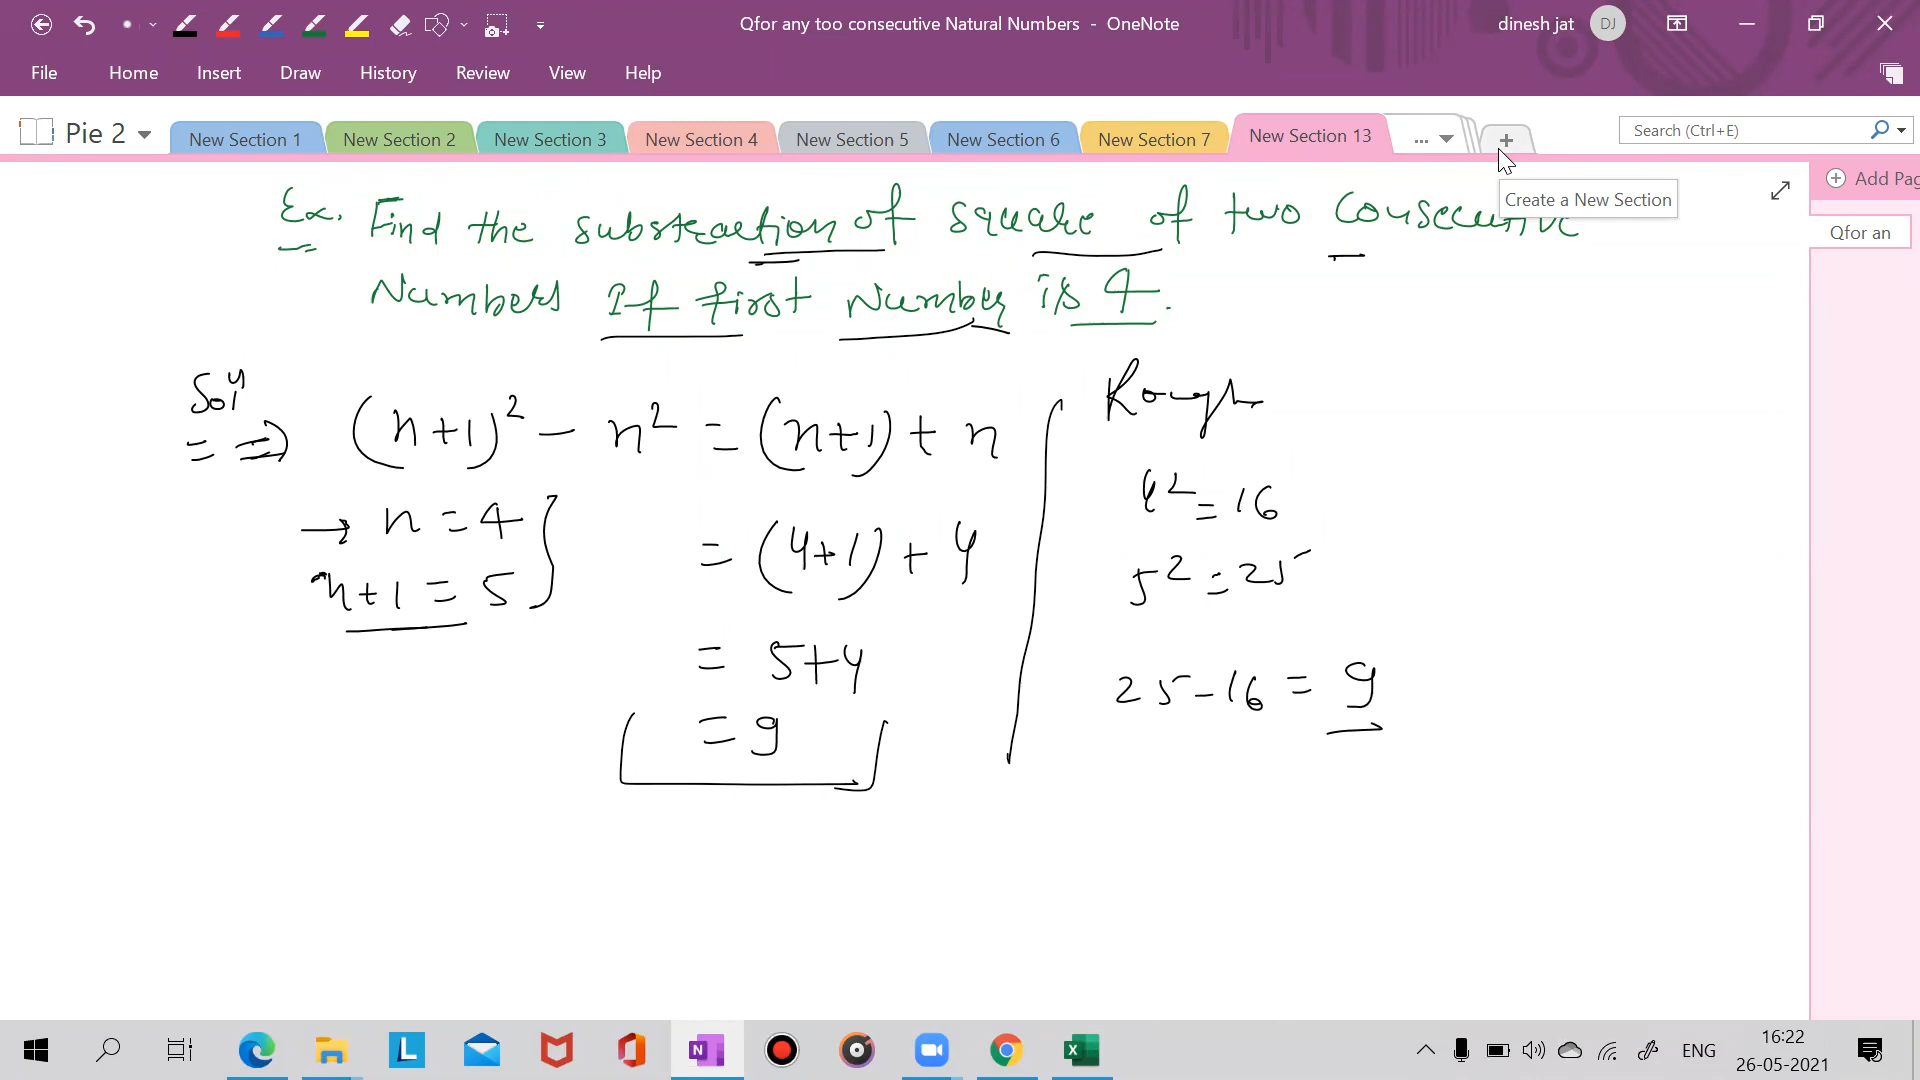 Qfor any too consecutive Natural Numbers - OneNote
dinesh jat DJ
File Home Insert Draw History Review View Help
Pie 2 New Section 1 New Section 2 New Section 3 New Section 4 New Section 5 New Section 6 New Section 7 New Section 13 ... + Search (Ctrl+E)
Create a New Section
Add Pag
Qfor an
Ex. Find the substraction of square of two consecutive
Numbers If first Number is 4.
Sol
=> (n+1)² - n² = (n+1) + n
→ n = 4
n+1 = 5
= (4+1) + 4
= 5+4
= 9
Rough
4² = 16
5² = 25
25-16 = 9
ENG
16:22
26-05-2021